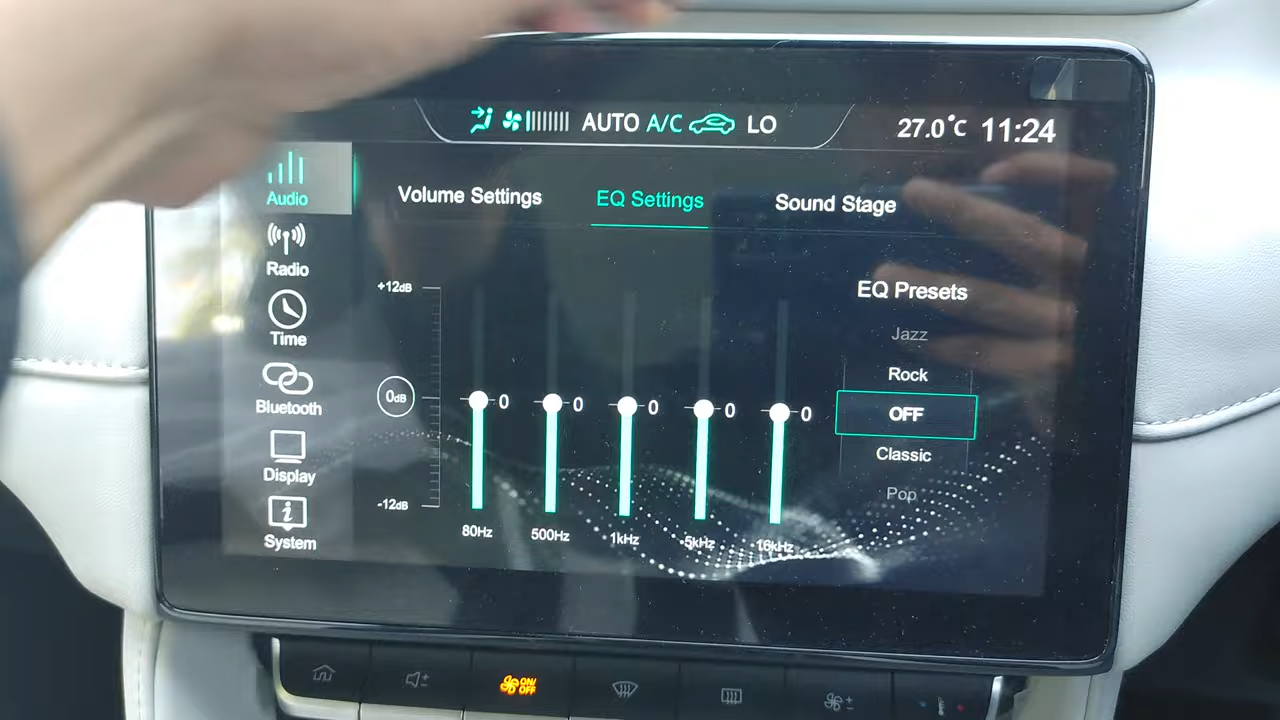 AUTO A/C LO
27.0°C 11:24
Audio
Radio
Time
Bluetooth
Display
System
Volume Settings
EQ Settings
Sound Stage
+12dB
0dB
-12dB
0
0
0
0
0
80Hz
500Hz
1kHz
5kHz
16kHz
EQ Presets
Jazz
Rock
OFF
Classic
Pop
ON/
OFF